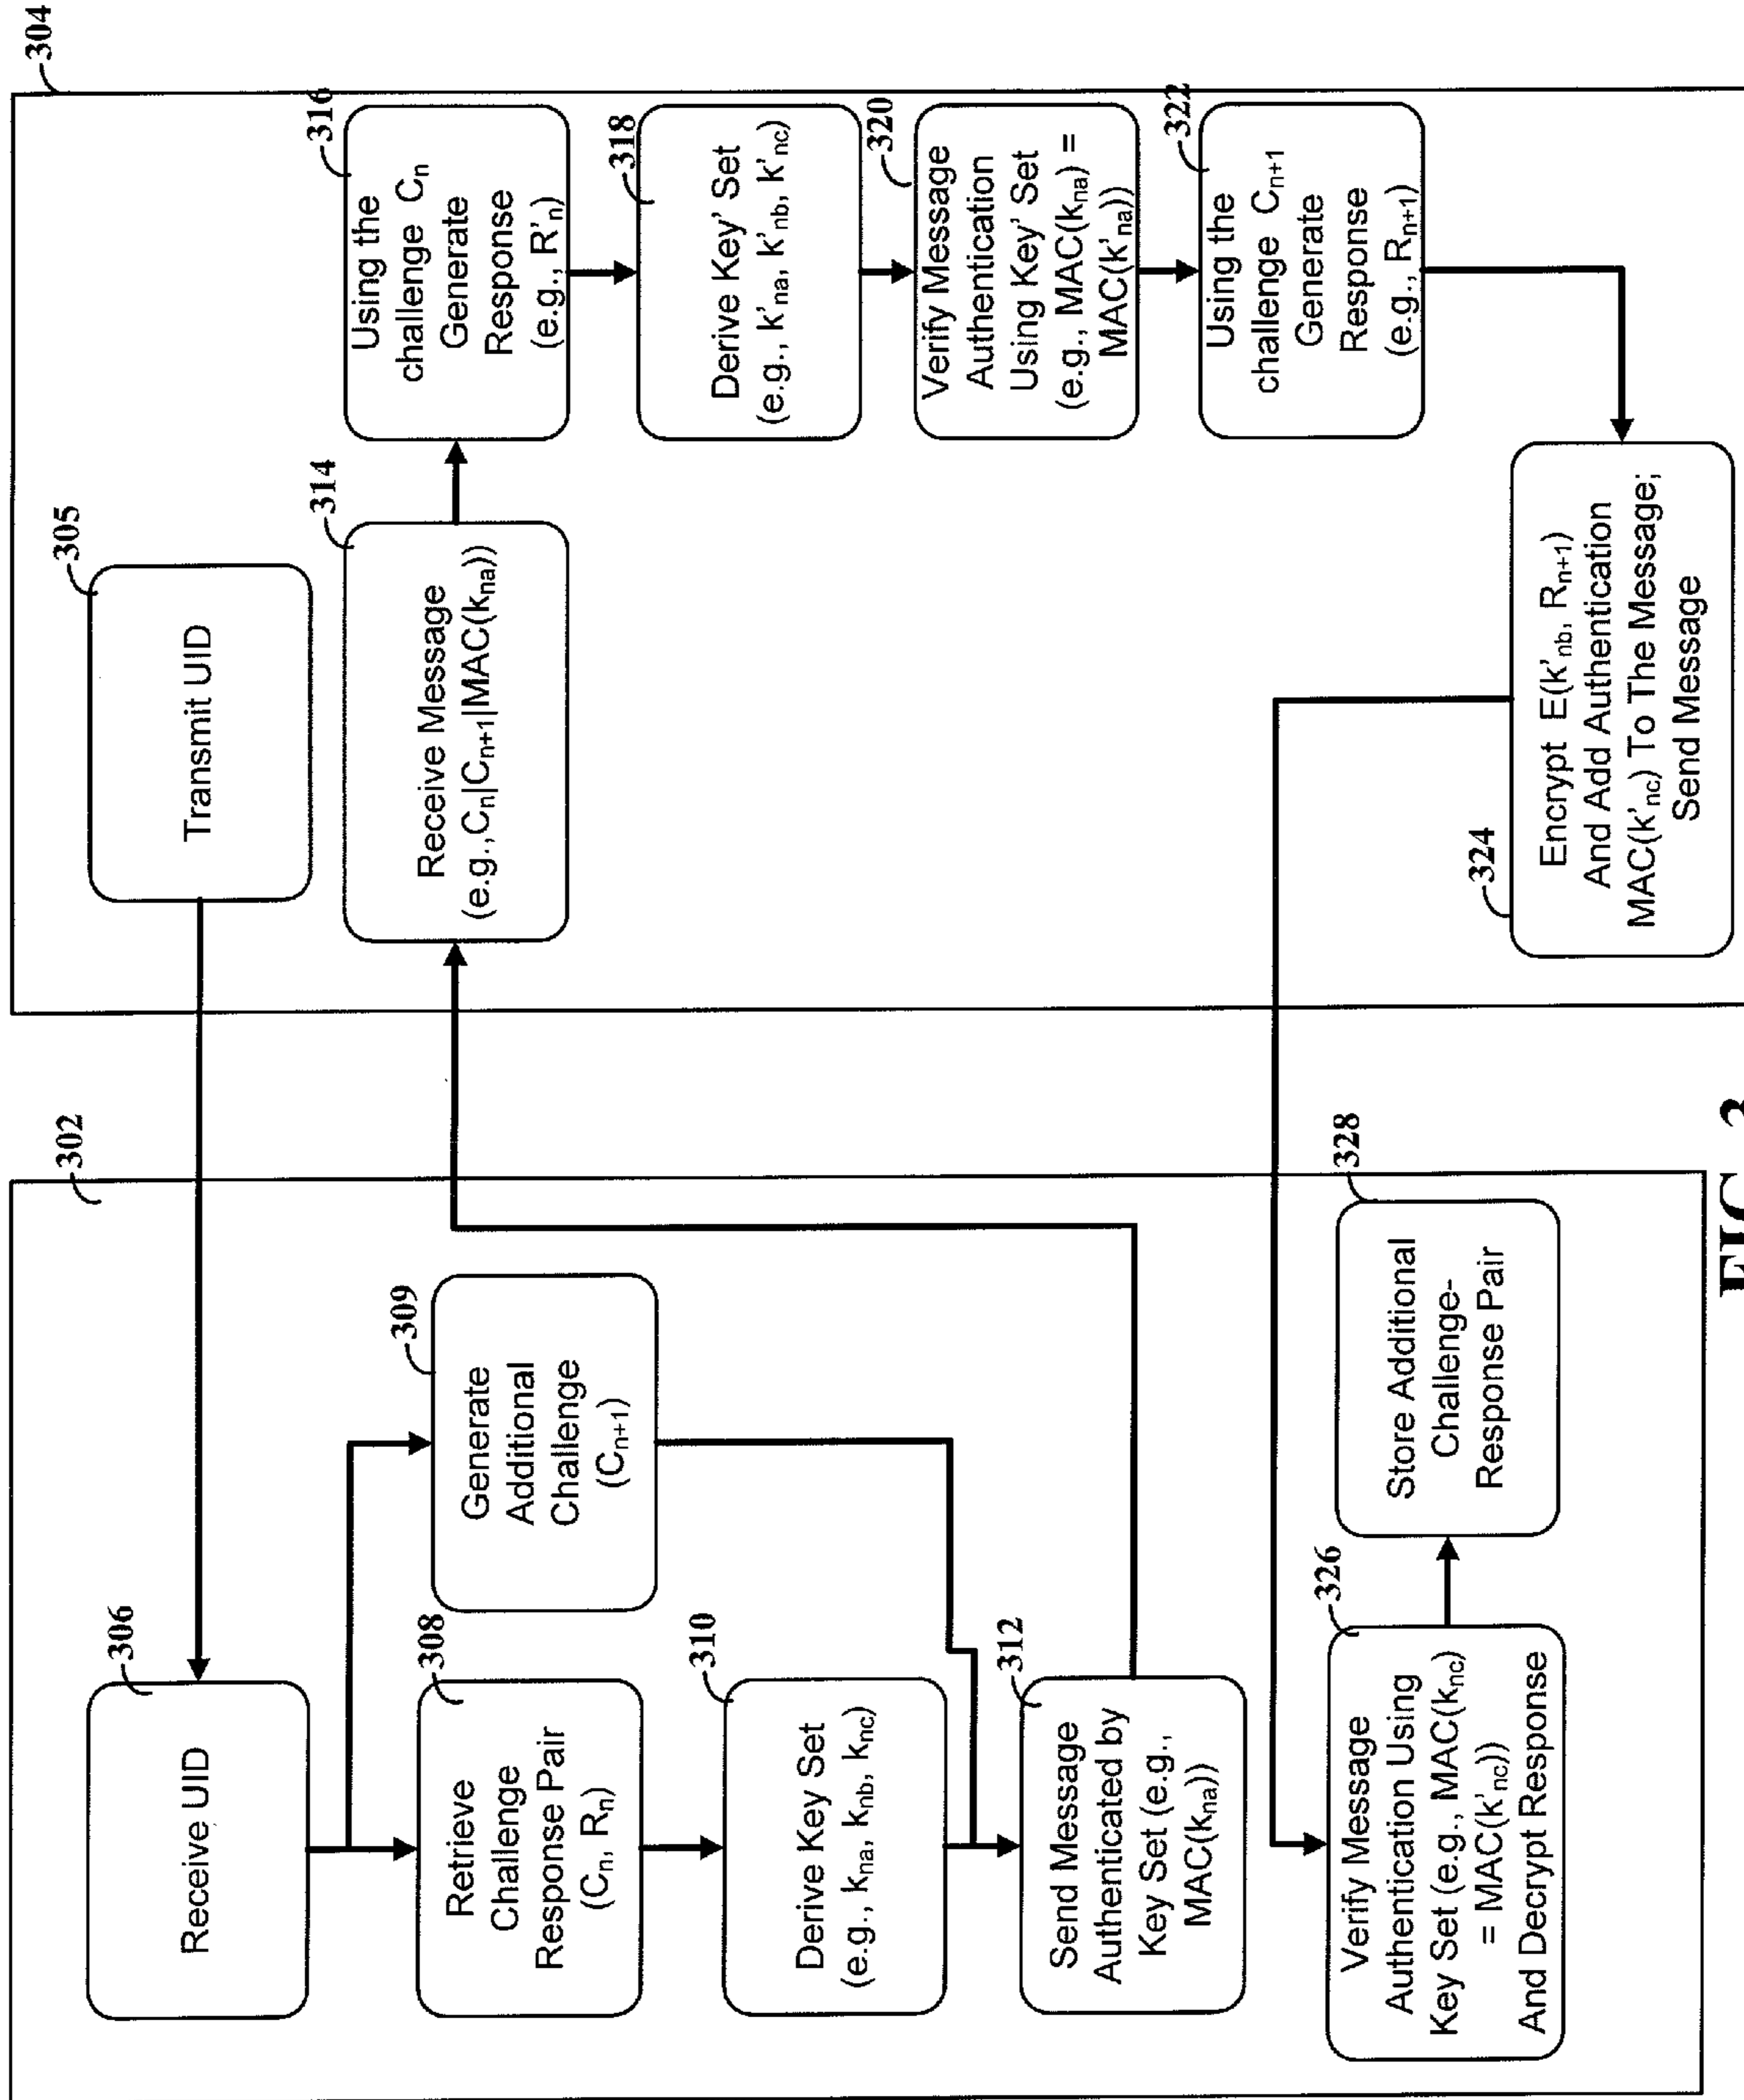 302
304
305
Transmit UID
306
Receive UID
308
Retrieve
Challenge
Response Pair
(Cn, Rn)
309
Generate
Additional
Challenge
(Cn+1)
310
Derive Key Set
(e.g., kna, knb, knc)
312
Send Message
Authenticated by
Key Set (e.g.,
MAC(kna))
314
Receive Message
(e.g.,Cn|Cn+1|MAC(kna))
316
Using the
challenge Cn
Generate
Response
(e.g., R'n)
318
Derive Key' Set
(e.g., k'na, k'nb, k'nc)
320
Verify Message
Authentication
Using Key' Set
(e.g., MAC(kna) =
MAC(k'na))
322
Using the
challenge Cn+1
Generate
Response
(e.g., Rn+1)
324
Encrypt E(k'nb, Rn+1)
And Add Authentication
MAC(k'nc) To The Message;
Send Message
326
Verify Message
Authentication Using
Key Set (e.g., MAC(knc)
= MAC(k'nc))
And Decrypt Response
328
Store Additional
Challenge-
Response Pair
FIG. 3